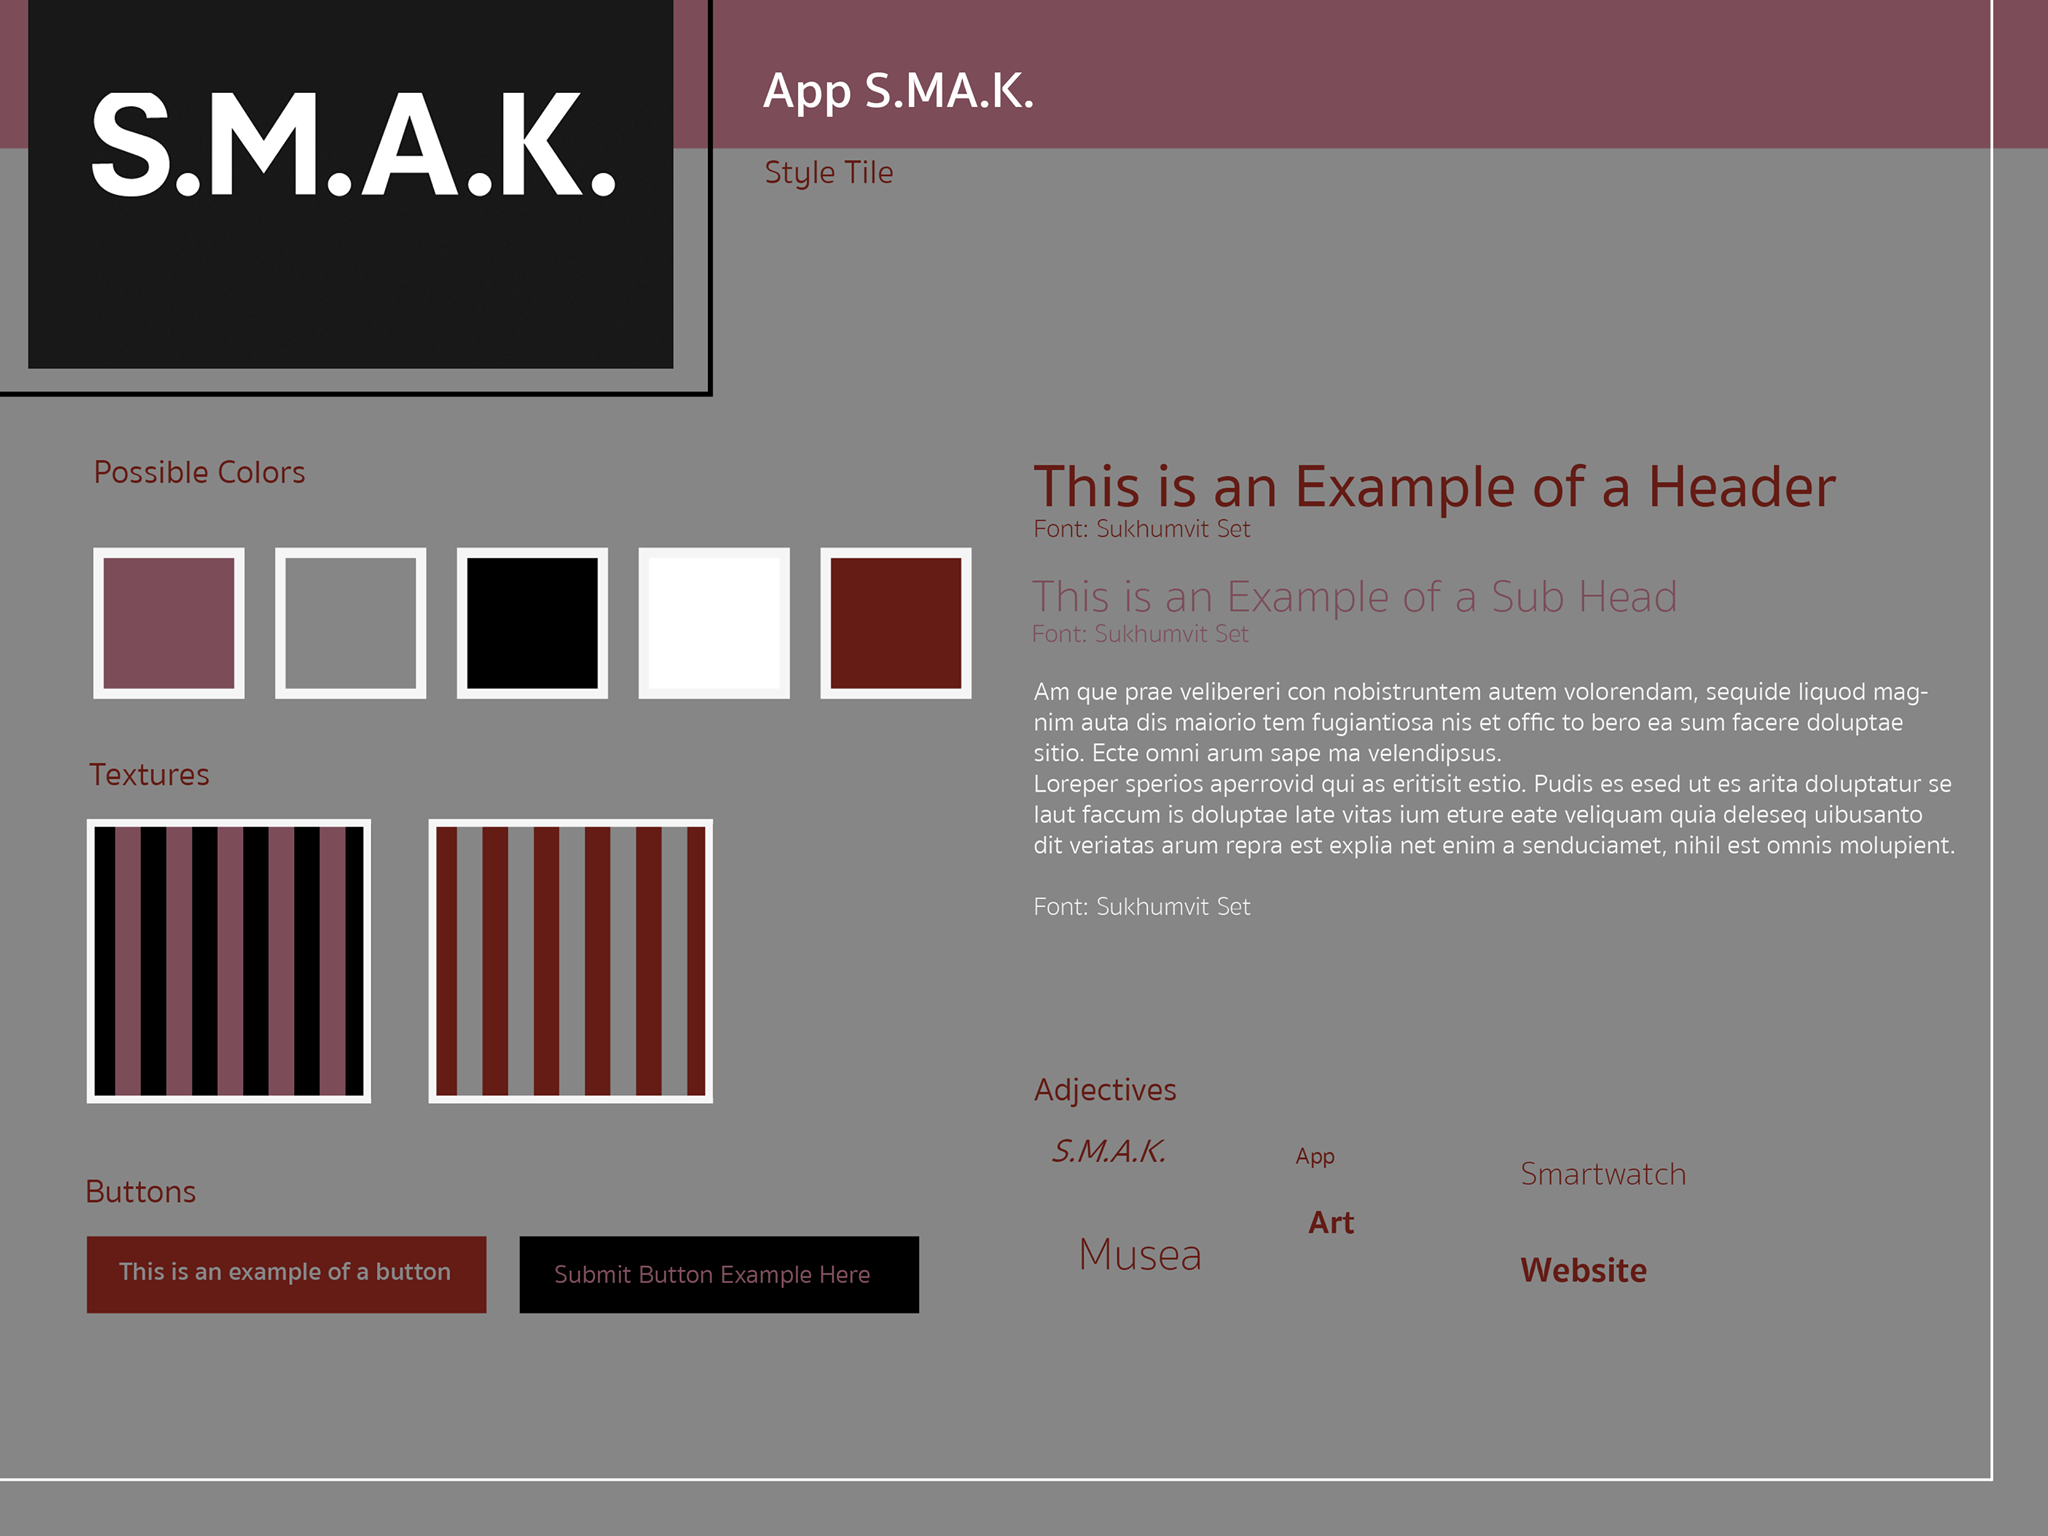 S.M.A.K.
App S.MA.K.
Style Tile
Possible Colors
Textures
Buttons
This is an example of a button
Submit Button Example Here
This is an Example of a Header
Font: Sukhumvit Set
This is an Example of a Sub Head
Font: Sukhumvit Set
Am que prae velibereri con nobistruntem autem volorendam, sequide liquod mag-
nim auta dis maiorio tem fugiantiosa nis et offic to bero ea sum facere doluptae
sitio. Ecte omni arum sape ma velendipsus.
Loreper sperios aperrovid qui as eritisit estio. Pudis es esed ut es arita doluptatur se
laut faccum is doluptae late vitas ium eture eate veliquam quia deleseq uibusanto
dit veriatas arum repra est explia net enim a senduciamet, nihil est omnis molupient.
Font: Sukhumvit Set
Adjectives
S.M.A.K.
App
Smartwatch
Art
Musea
Website